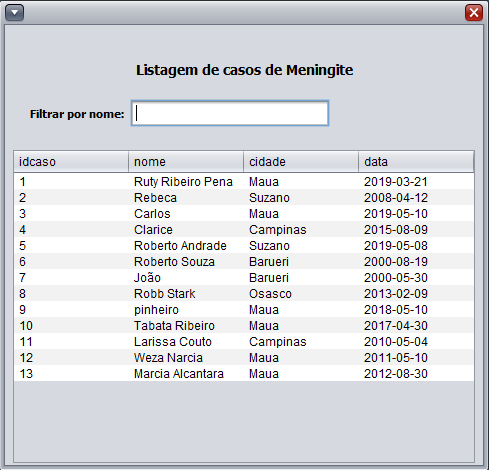 Listagem de casos de Meningite
Filtrar por nome:
idcaso nome cidade data
1 Ruty Ribeiro Pena Maua 2019-03-21
2 Rebeca Suzano 2008-04-12
3 Carlos Maua 2019-05-10
4 Clarice Campinas 2015-08-09
5 Roberto Andrade Suzano 2019-05-08
6 Roberto Souza Barueri 2000-08-19
7 João Barueri 2000-05-30
8 Robb Stark Osasco 2013-02-09
9 pinheiro Maua 2018-05-10
10 Tabata Ribeiro Maua 2017-04-30
11 Larissa Couto Campinas 2010-05-04
12 Weza Narcia Maua 2011-05-10
13 Marcia Alcantara Maua 2012-08-30